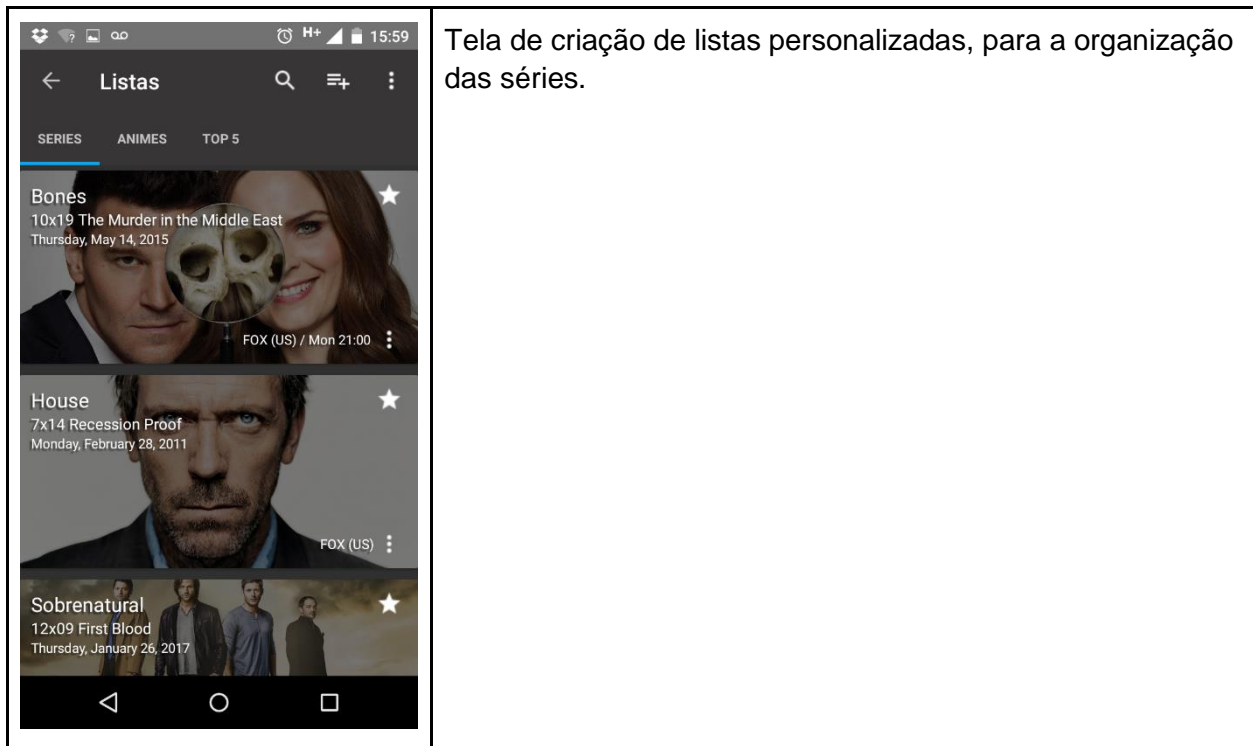 H+ 15:59
Listas
SERIES ANIMES TOP 5
Bones
10x19 The Murder in the Middle East
Thursday, May 14, 2015
FOX (US) / Mon 21:00
House
7x14 Recession Proof
Monday, February 28, 2011
FOX (US)
Sobrenatural
12x09 First Blood
Thursday, January 26, 2017
Tela de criação de listas personalizadas, para a organização
das séries.